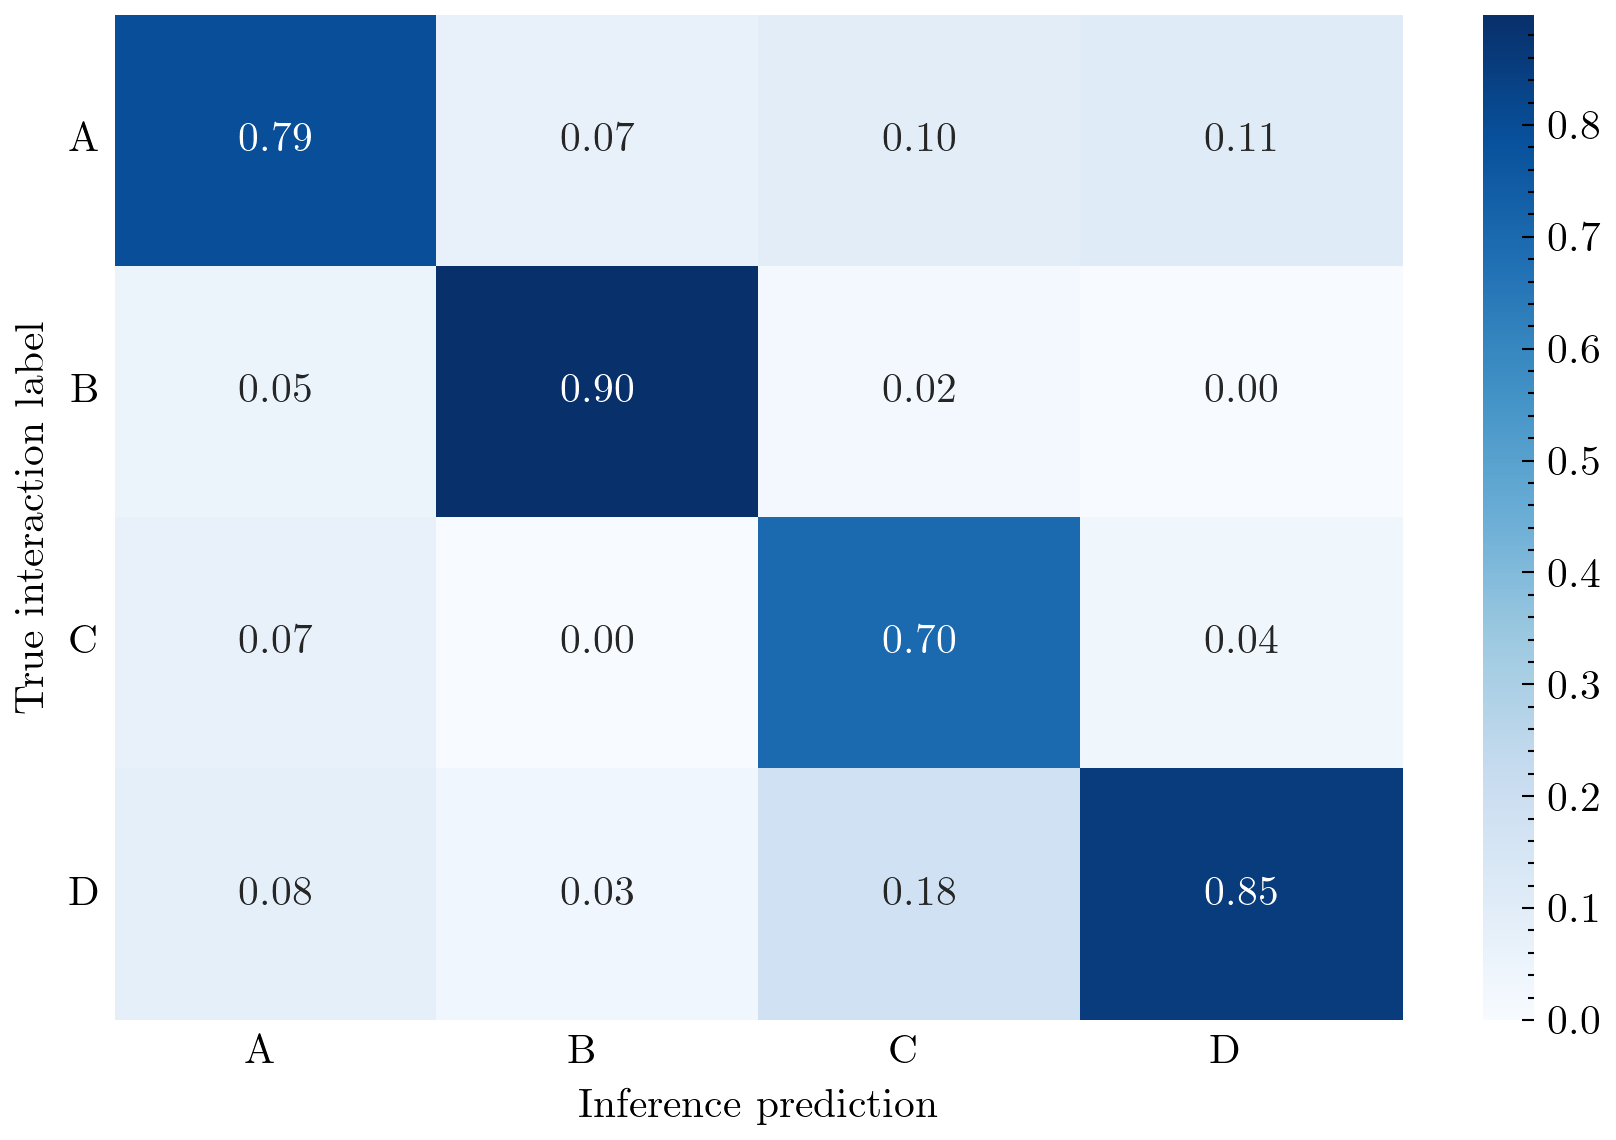 A 0.79 0.07 0.10 0.11
B 0.05 0.90 0.02 0.00
C 0.07 0.00 0.70 0.04
D 0.08 0.03 0.18 0.85
A B C D
Inference prediction
True interaction label
0.8
0.7
0.6
0.5
0.4
0.3
0.2
0.1
0.0